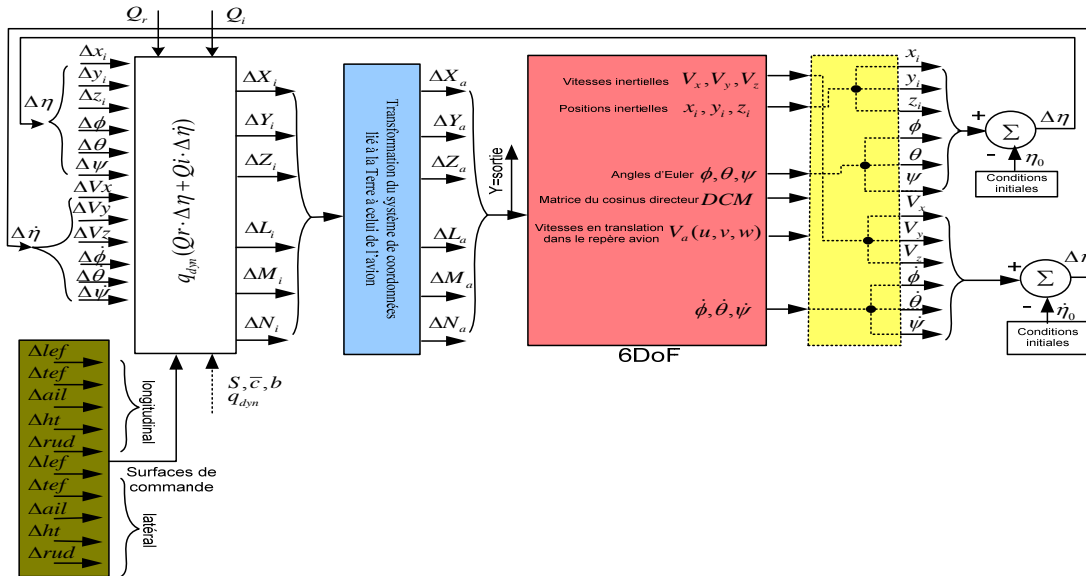 Q_r
Q_i
Δx_i
Δy_i
Δz_i
Δϕ
Δθ
Δψ
ΔVx
ΔVy
ΔVz
Δϕ̇
Δθ̇
Δψ̇
Δη
Δη̇
q_dyn(Qr·Δη+Qi·Δη̇)
S, c̅, b
q_dyn
Δlef
Δtef
Δail
Δht
Δrud
longitudinal
Δlef
Δtef
Δail
Δht
Δrud
latéral
Surfaces de
commande
ΔX_i
ΔY_i
ΔZ_i
ΔL_i
ΔM_i
ΔN_i
Transformation du système de coordonnées
lié à la Terre à celui de l'avion
ΔX_a
ΔY_a
ΔZ_a
ΔL_a
ΔM_a
ΔN_a
Y=sortie
Vitesses inertielles V_x, V_y, V_z
Positions inertielles x_i, y_i, z_i
Angles d'Euler ϕ, θ, ψ
Matrice du cosinus directeur DCM
Vitesses en translation
dans le repère avion V_a(u, v, w)
ϕ̇, θ̇, ψ̇
6DoF
x_i
y_i
z_i
ϕ
θ
ψ
V_x
V_y
V_z
ϕ̇
θ̇
ψ̇
+
Σ
-
Δη
η_0
Conditions
initiales
+
Σ
-
η̇_0
Conditions
initiales